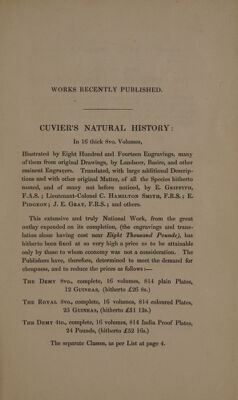 WORKS RECENTLY PUBLISHED.
CUVIER'S NATURAL HISTORY:
In 16 thick 8vo. Volumes,
Illustrated by Eight Hundred and Fourteen Engravings, many
of them from original Drawings, by Landseer, Basire, and other
eminent Engravers. Translated, with large additional Descrip-
tions and with other original Matter, of all the Species hitherto
named, and of many not before noticed, by E. GRIFFITH,
F.A.S.; Lieutenant-Colonel C. HAMILTON SMITH, F.R.S.; E.
PIDGEON; J. E. GRAY, F.R.S.; and others.
This extensive and truly National Work, from the great
outlay expended on its completion, (the engravings and trans-
lation alone having cost near Eight Thousand Pounds), has
hitherto been fixed at so very high a price as to be attainable
only by those to whom economy was not a consideration. The
Publishers have, therefore, determined to meet the demand for
cheapness, and to reduce the prices as follows:—
THE DEMY 8vo., complete, 16 volumes, 814 plain Plates,
12 GUINEAS, (hitherto £26 8s.)
THE ROYAL 8vo., complete, 16 volumes, 814 coloured Plates,
25 GUINEAS, (hitherto £51 12s.)
THE DEMY 4to., complete, 16 volumes, 814 India Proof Plates,
24 Pounds, (hitherto £52 16s.)
The separate Classes, as per List at page 4.